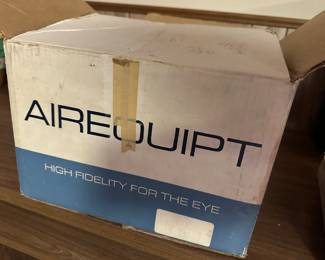 AIREQUIPT
HIGH FIDELITY FOR THE EYE